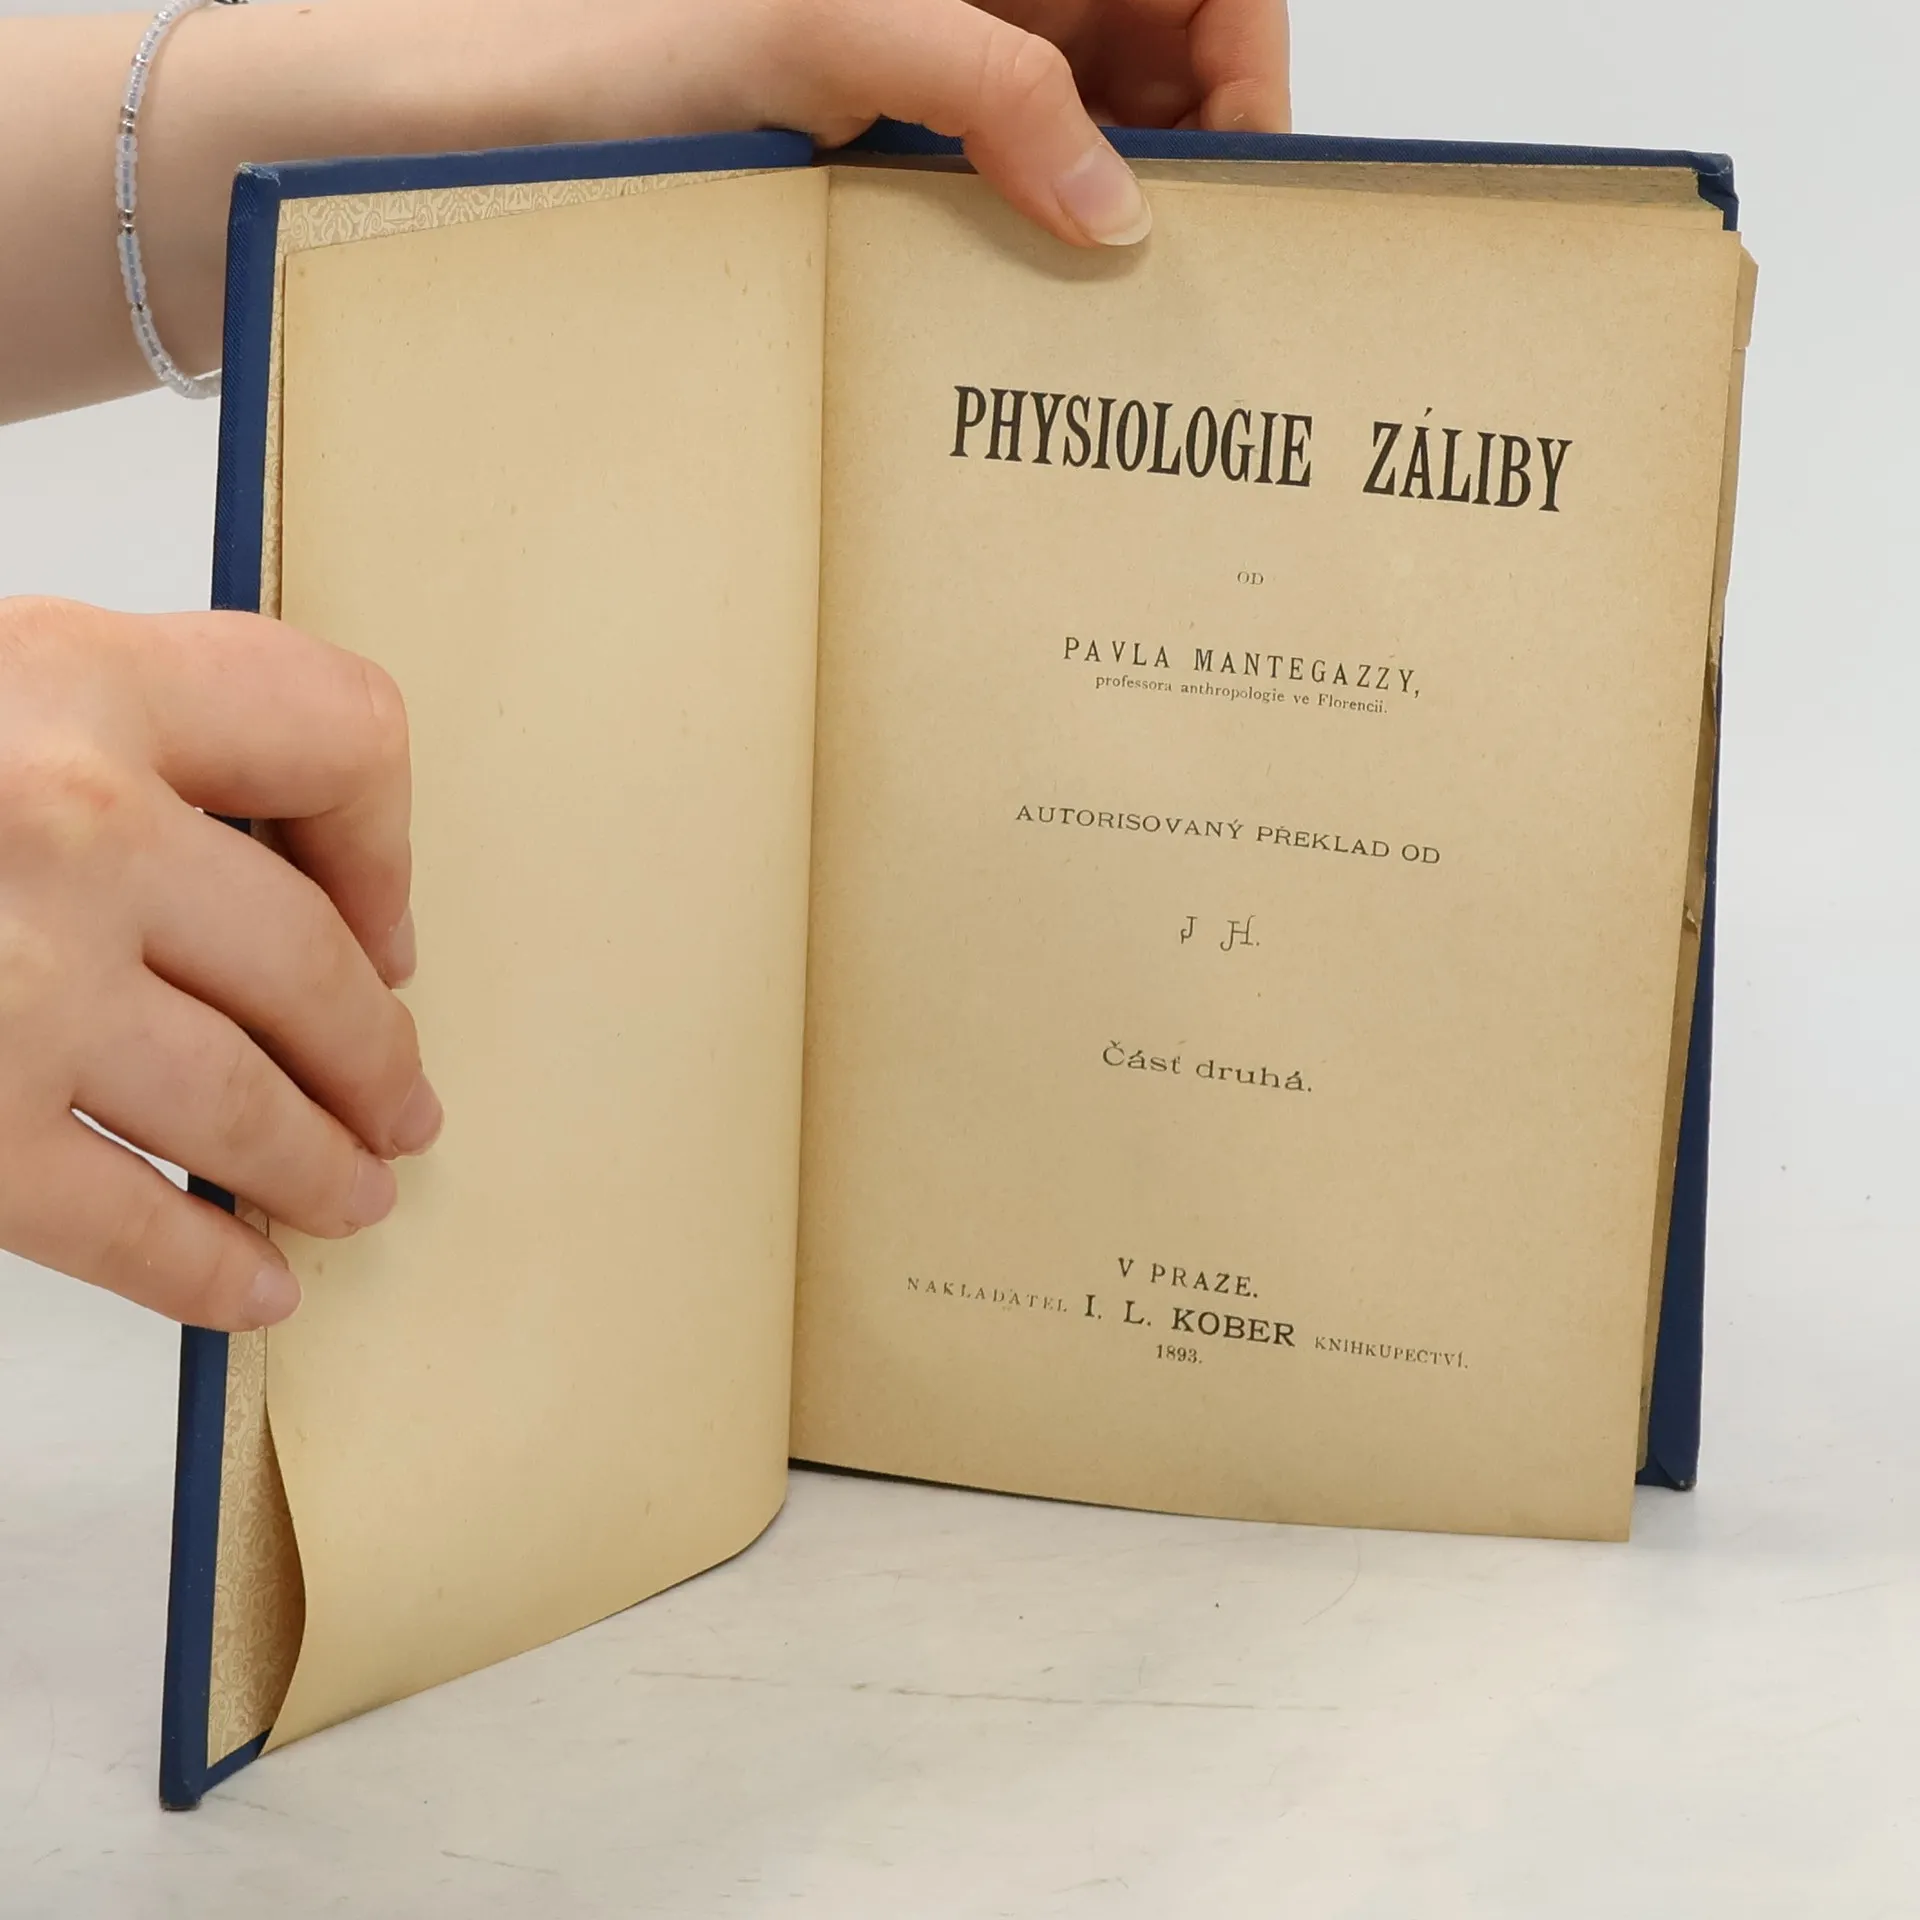 PHYSIOLOGIE ZÁLIBY
OD
PAVLA MANTEGAZZY,
professora anthropologie ve Florencii.
AUTORISOVANÝ PŘEKLAD OD
J H.
Část druhá.
V PRAZE.
NAKLADATEL I. L. KOBER KNIHKUPECTVÍ.
1893.